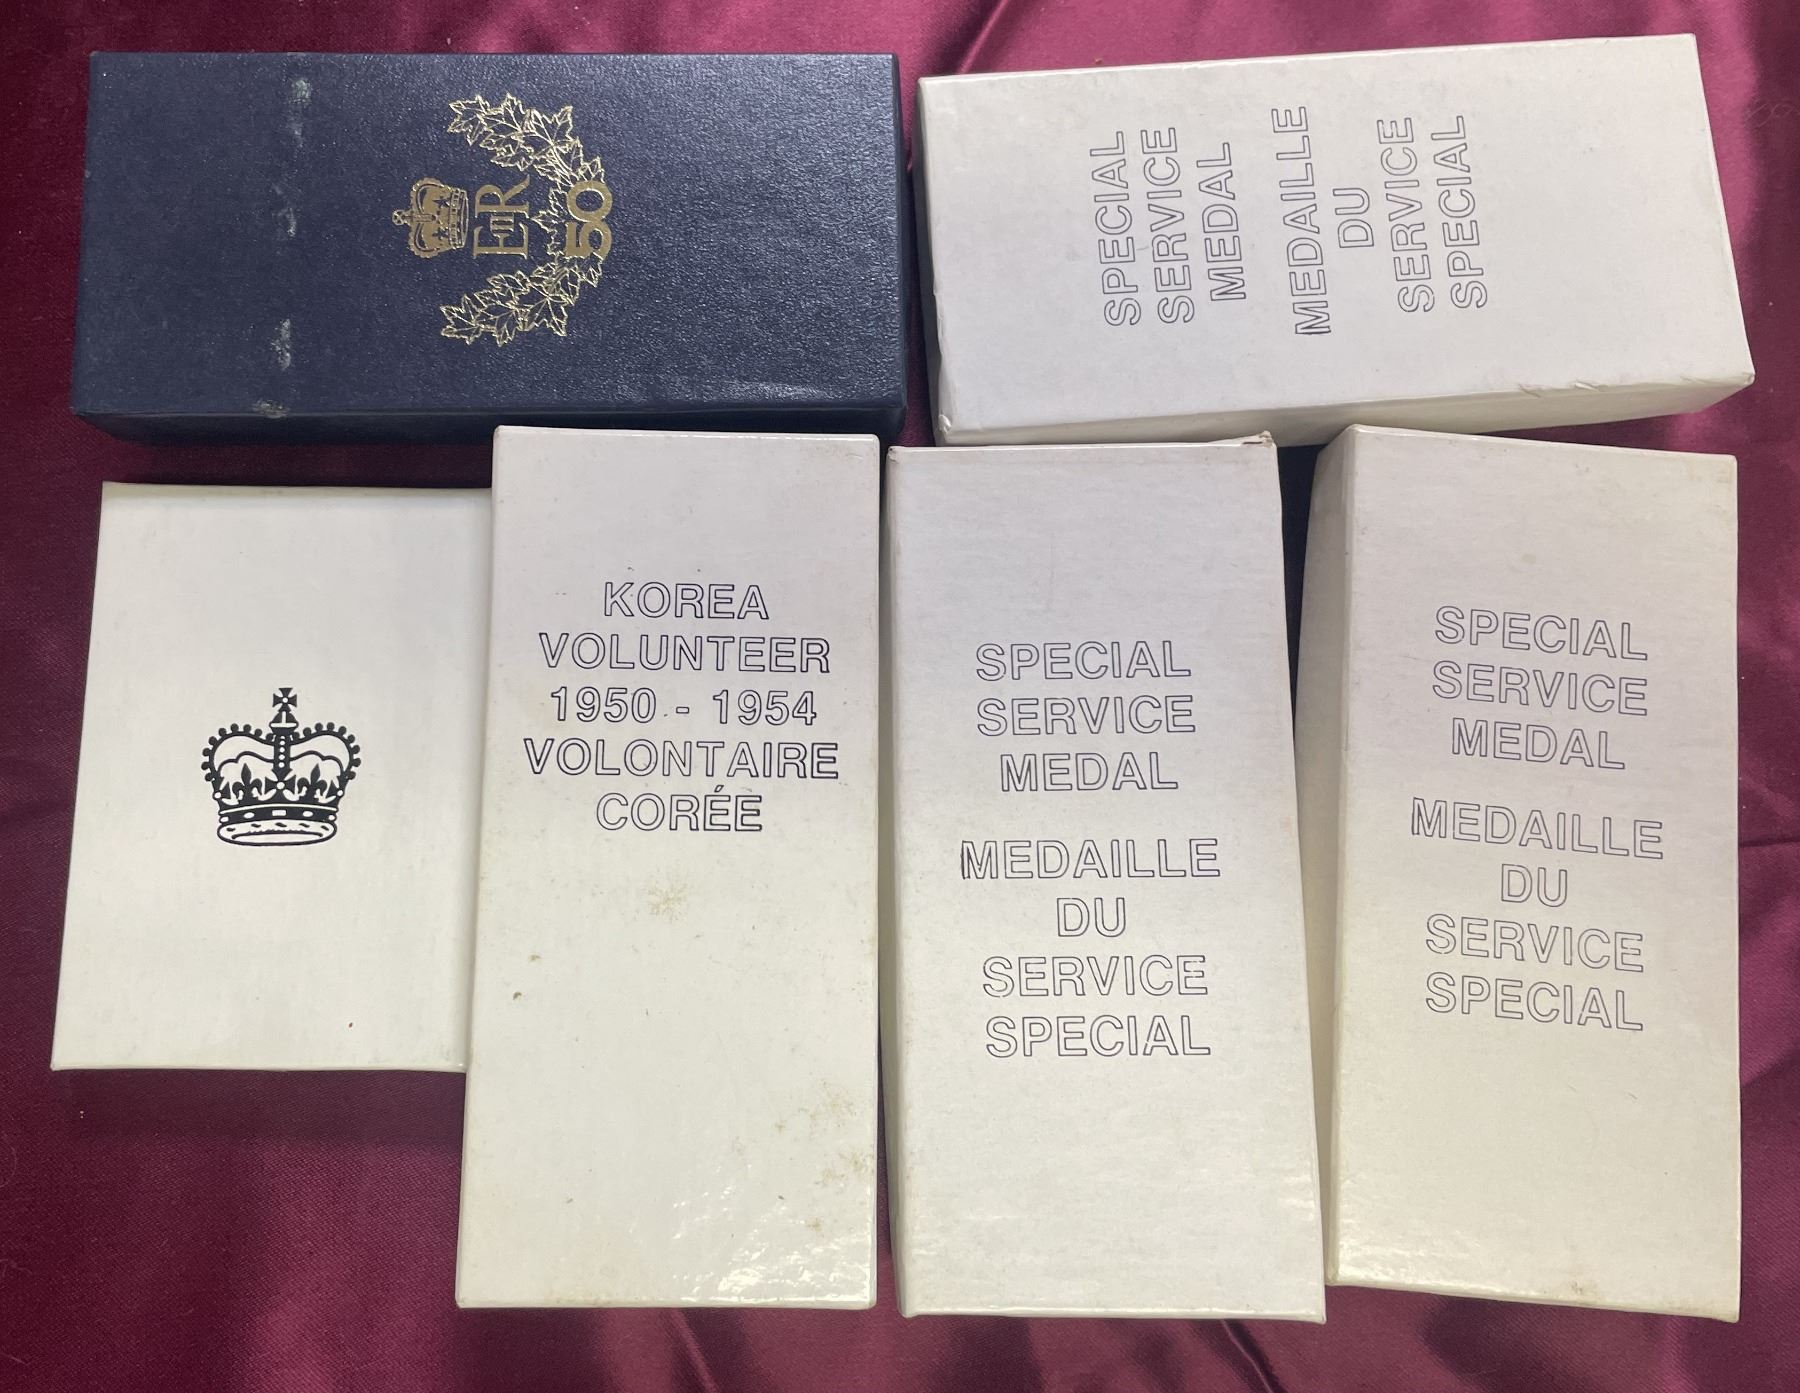 EIIR
50
SPECIAL
SERVICE
MEDAL
MEDAILLE
DU
SERVICE
SPECIAL
KOREA
VOLUNTEER
1950 - 1954
VOLONTAIRE
CORÉE
SPECIAL
SERVICE
MEDAL
MEDAILLE
DU
SERVICE
SPECIAL
SPECIAL
SERVICE
MEDAL
MEDAILLE
DU
SERVICE
SPECIAL